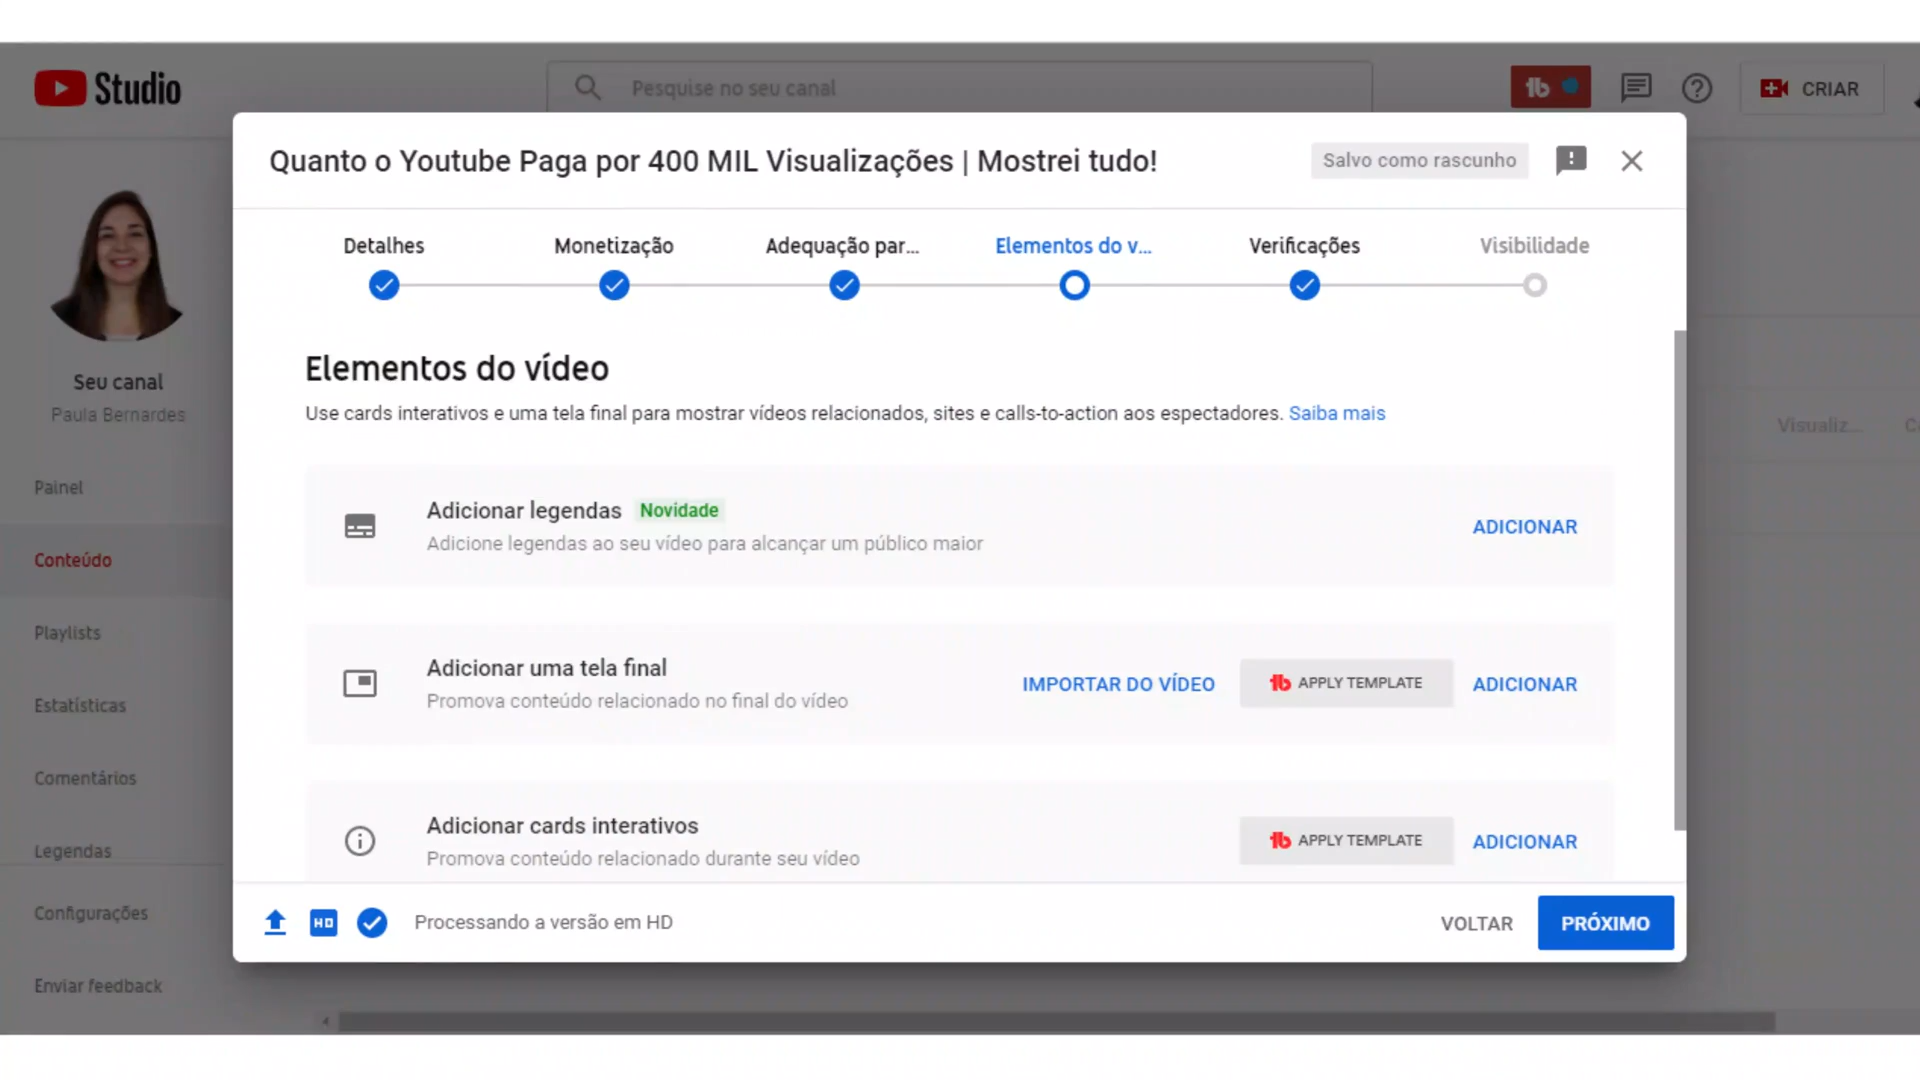 Studio
Pesquise no seu canal
CRIAR
Quanto o Youtube Paga por 400 MIL Visualizações | Mostrei tudo!
Salvo como rascunho
Detalhes
Monetização
Adequação par...
Elementos do v...
Verificações
Visibilidade
Elementos do vídeo
Use cards interativos e uma tela final para mostrar vídeos relacionados, sites e calls-to-action aos espectadores. Saiba mais
Adicionar legendas Novidade
Adicione legendas ao seu vídeo para alcançar um público maior
ADICIONAR
Adicionar uma tela final
Promova conteúdo relacionado no final do vídeo
IMPORTAR DO VÍDEO
tb APPLY TEMPLATE
ADICIONAR
Adicionar cards interativos
Promova conteúdo relacionado durante seu vídeo
tb APPLY TEMPLATE
ADICIONAR
HD
Processando a versão em HD
VOLTAR
PRÓXIMO
Seu canal
Paula Bernardes
Painel
Conteúdo
Playlists
Estatísticas
Comentários
Legendas
Configurações
Enviar feedback
tb
Visualiz...